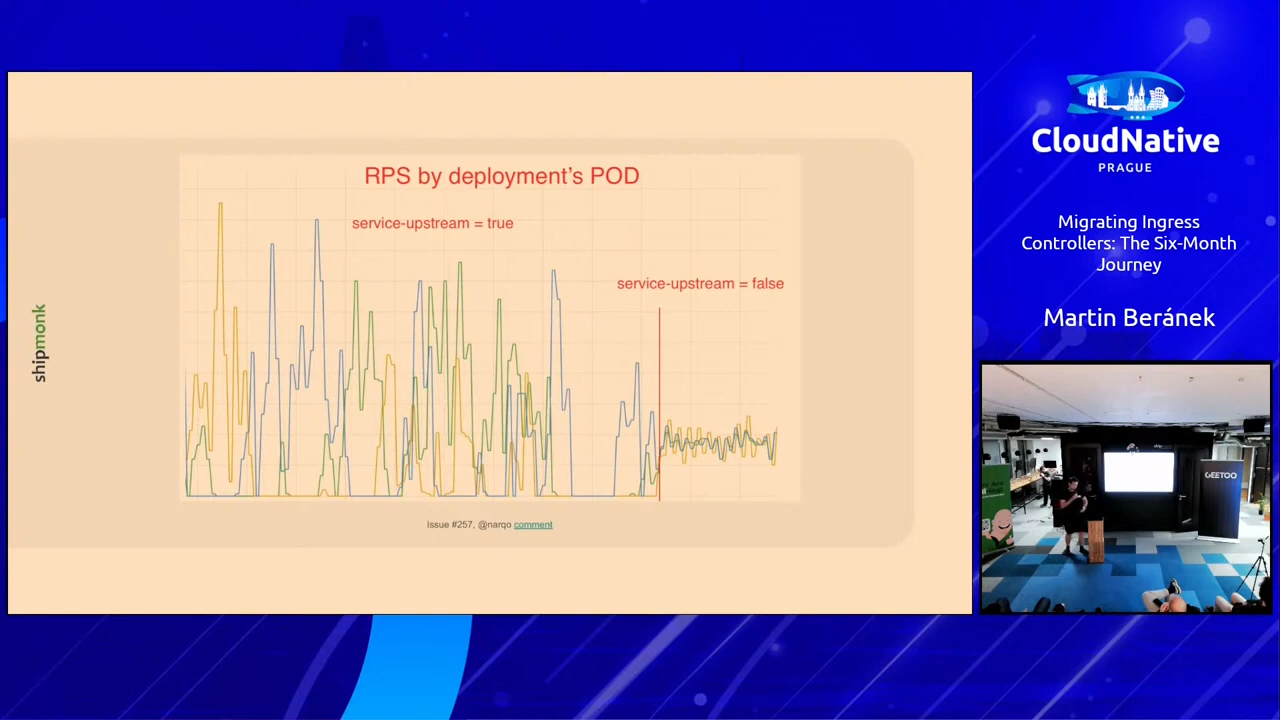 RPS by deployment's POD
service-upstream = true
service-upstream = false
shipmonk
Issue #257, @narqo comment
CloudNative
PRAGUE
Migrating Ingress
Controllers: The Six-Month
Journey
Martin Beránek
GEETOO